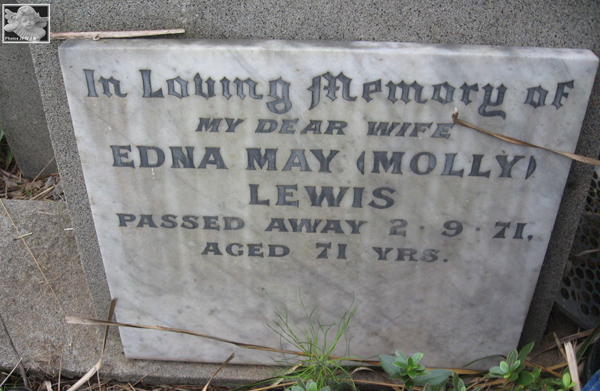 In Loving Memory of
MY DEAR WIFE
EDNA MAY (MOLLY)
LEWIS
PASSED AWAY 2·9·71.
AGED 71 YRS.